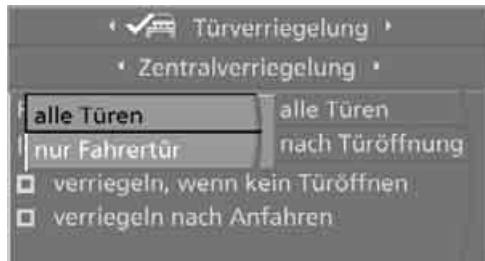 Türverriegelung
Zentralverriegelung
alle Türen alle Türen
nur Fahrertür nach Türöffnung
verriegeln, wenn kein Türöffnen
verriegeln nach Anfahren